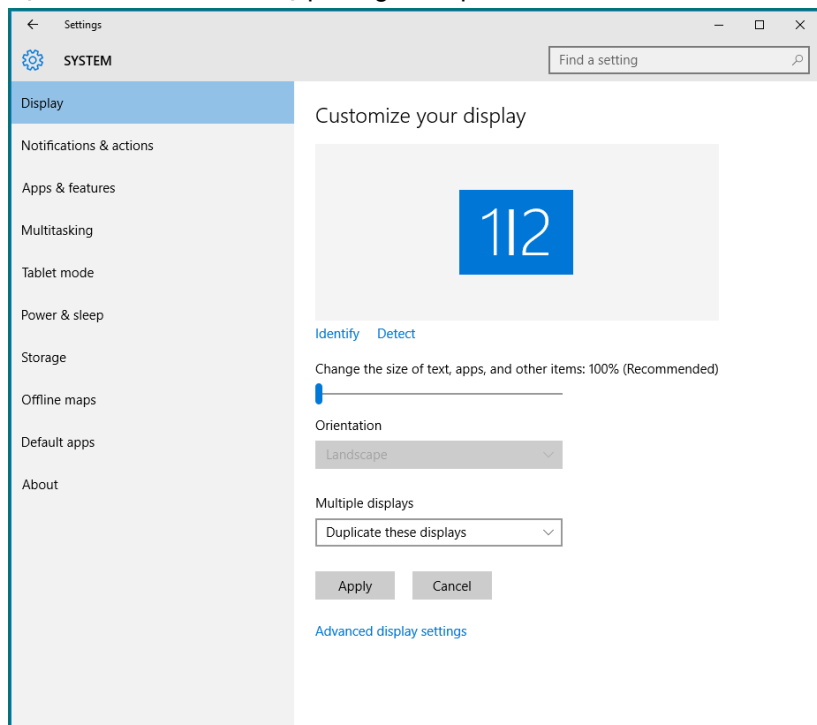 Settings
SYSTEM
Find a setting
Display
Notifications & actions
Apps & features
Multitasking
Tablet mode
Power & sleep
Storage
Offline maps
Default apps
About
Customize your display
1|2
Identify Detect
Change the size of text, apps, and other items: 100% (Recommended)
Orientation
Landscape
Multiple displays
Duplicate these displays
Apply Cancel
Advanced display settings